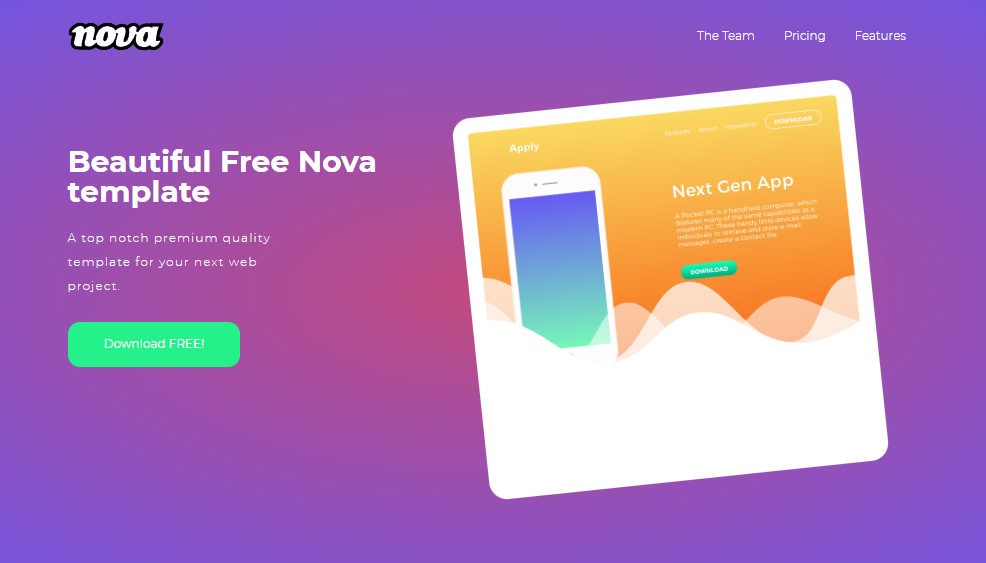 nova
The Team Pricing Features
Beautiful Free Nova
template
A top notch premium quality
template for your next web
project.
Download FREE!
Features About Newsletter DOWNLOAD
Apply
Next Gen App
A Pocket PC is a handheld computer, which
features many of the same capabilities as a
modern PC. These handy little devices allow
individuals to retrieve and store e-mail
messages, create a contact file.
DOWNLOAD